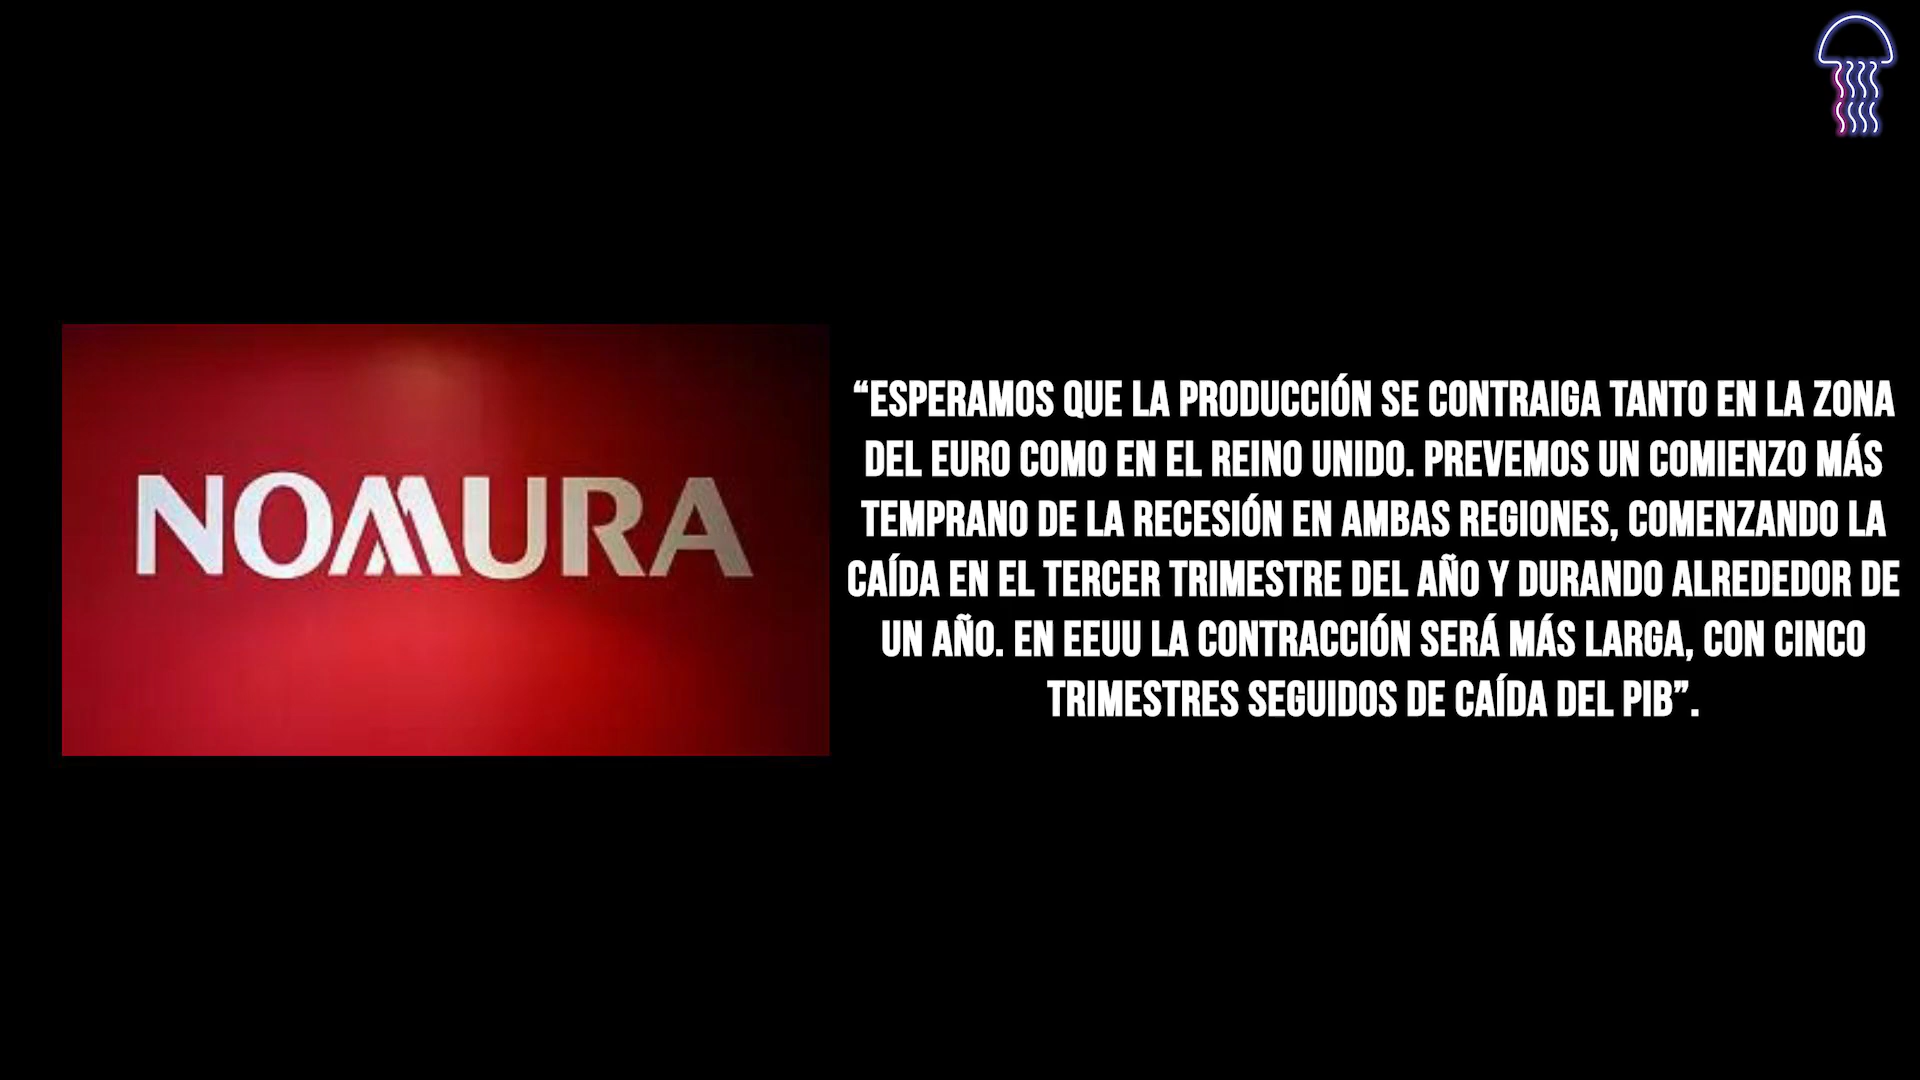 NOMURA
“ESPERAMOS QUE LA PRODUCCIÓN SE CONTRAIGA TANTO EN LA ZONA
DEL EURO COMO EN EL REINO UNIDO. PREVEMOS UN COMIENZO MÁS
TEMPRANO DE LA RECESIÓN EN AMBAS REGIONES, COMENZANDO LA
CAÍDA EN EL TERCER TRIMESTRE DEL AÑO Y DURANDO ALREDEDOR DE
UN AÑO. EN EEUU LA CONTRACCIÓN SERÁ MÁS LARGA, CON CINCO
TRIMESTRES SEGUIDOS DE CAÍDA DEL PIB”.